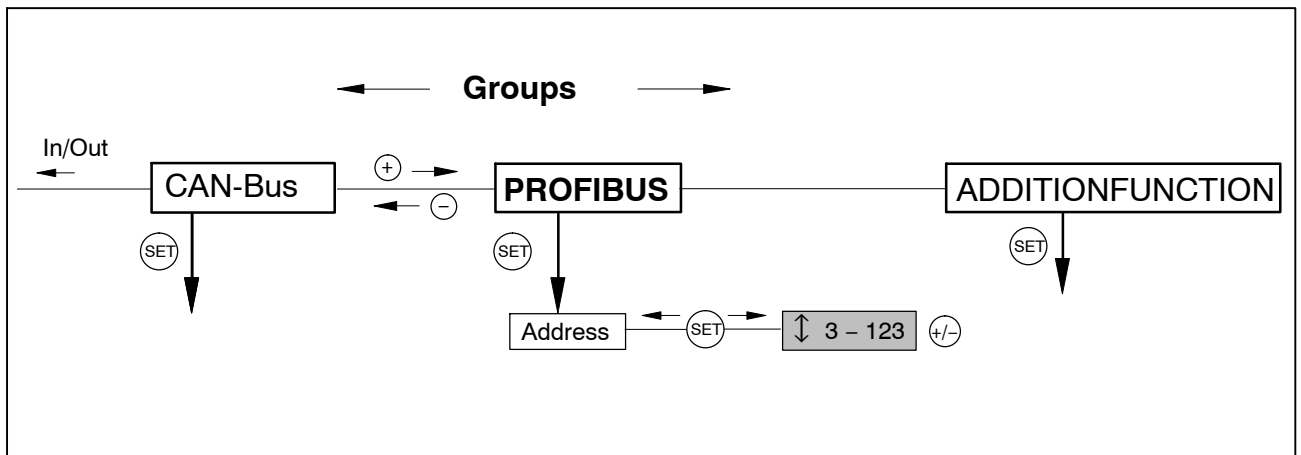 Groups
In/Out
CAN-Bus
+
−
PROFIBUS
ADDITIONFUNCTION
SET
SET
SET
Address
SET
↕ 3 − 123
+/−